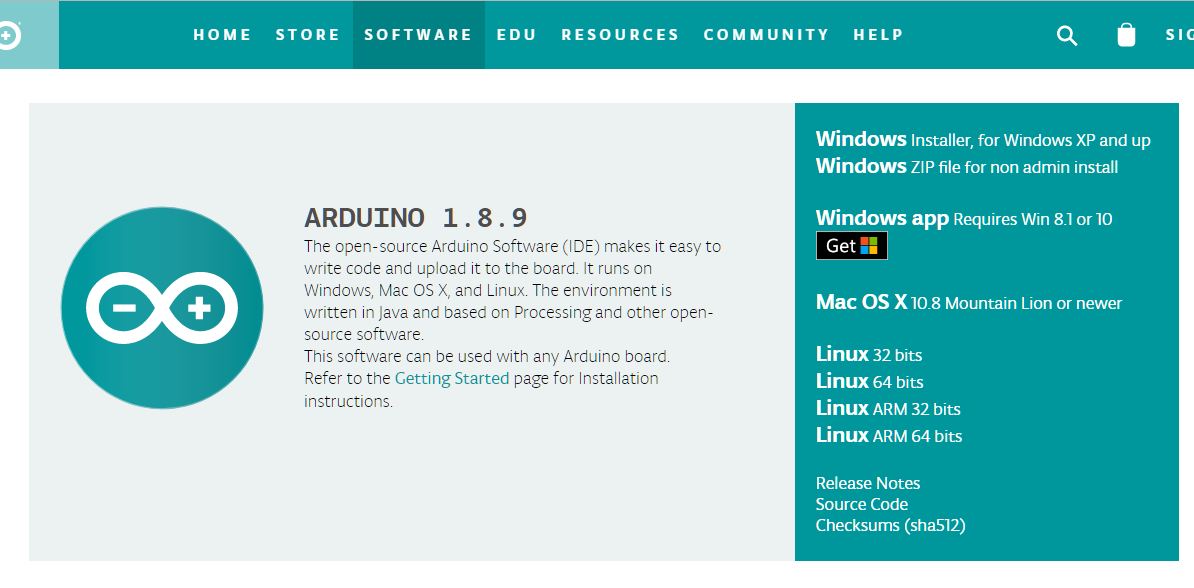 HOME STORE SOFTWARE EDU RESOURCES COMMUNITY HELP
ARDUINO 1.8.9
The open-source Arduino Software (IDE) makes it easy to
write code and upload it to the board. It runs on
Windows, Mac OS X, and Linux. The environment is
written in Java and based on Processing and other open-
source software.
This software can be used with any Arduino board.
Refer to the Getting Started page for Installation
instructions.
Windows Installer, for Windows XP and up
Windows ZIP file for non admin install
Windows app Requires Win 8.1 or 10
Get
Mac OS X 10.8 Mountain Lion or newer
Linux 32 bits
Linux 64 bits
Linux ARM 32 bits
Linux ARM 64 bits
Release Notes
Source Code
Checksums (sha512)